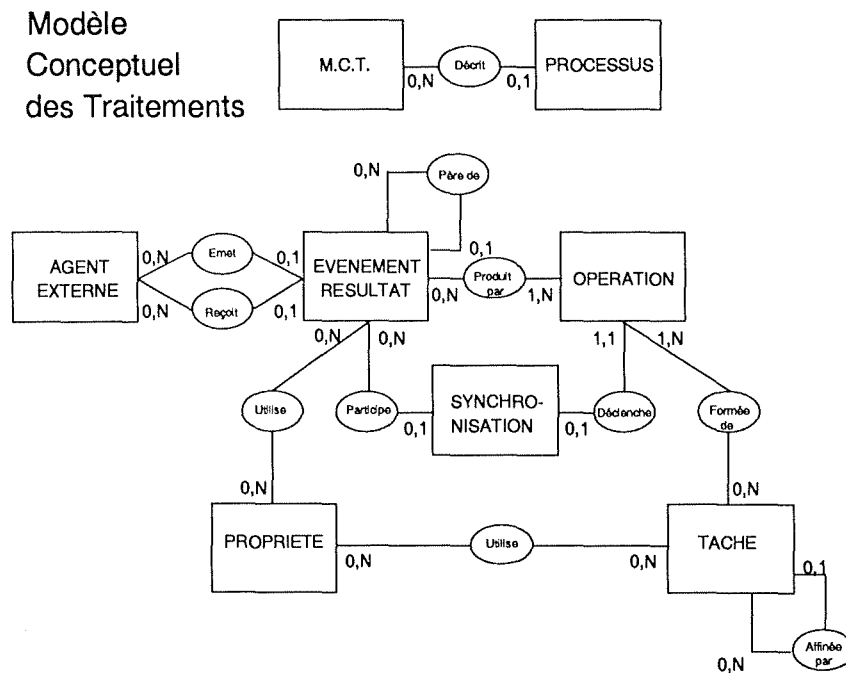 Modèle
Conceptuel
des Traitements
M.C.T.
0,N
Décrit
0,1
PROCESSUS
0,N
Père de
0,1
AGENT
EXTERNE
0,N
Emet
0,1
0,N
Reçoit
0,1
EVENEMENT
RESULTAT
0,N
Produit
par
1,N
OPERATION
0,N
0,N
1,1
1,N
Utilise
Participe
0,1
SYNCHRO-
NISATION
0,1
Déclenche
Formée
de
0,N
0,N
PROPRIETE
0,N
Utilise
0,N
TACHE
0,1
0,N
Affinée
par